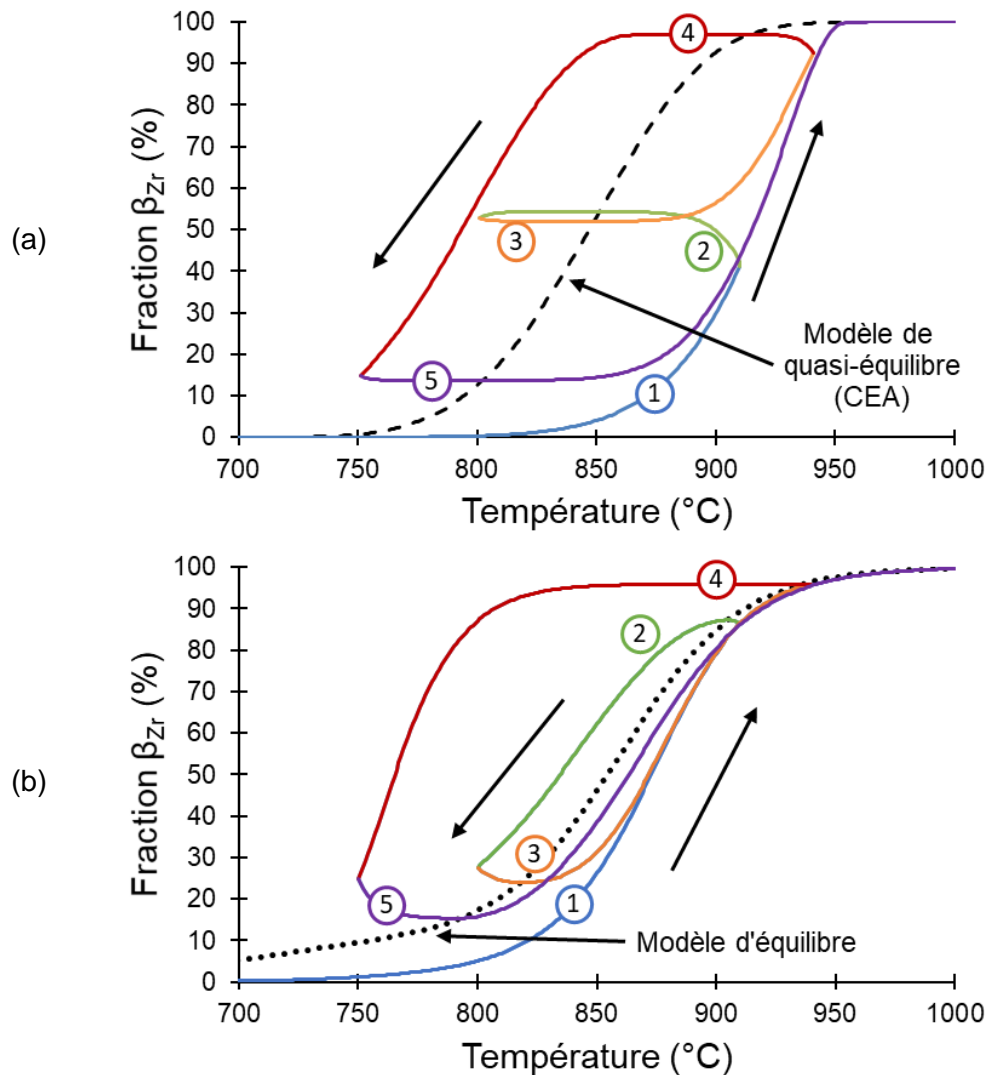 (a)
Fraction βZr (%)
100
90
80
70
60
50
40
30
20
10
0
4
3
2
5
1
Modèle de
quasi-équilibre
(CEA)
700 750 800 850 900 950 1000
Température (°C)
(b)
Fraction βZr (%)
100
90
80
70
60
50
40
30
20
10
0
4
2
3
5
1
Modèle d'équilibre
700 750 800 850 900 950 1000
Température (°C)